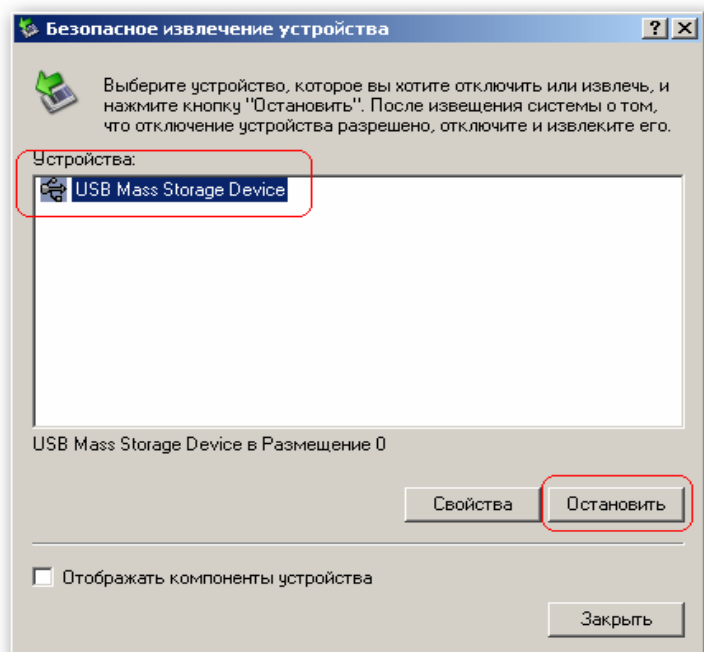 Безопасное извлечение устройства
Выберите устройство, которое вы хотите отключить или извлечь, и
нажмите кнопку "Остановить". После извещения системы о том,
что отключение устройства разрешено, отключите и извлеките его.
Устройства:
USB Mass Storage Device
USB Mass Storage Device в Размещение 0
Свойства
Остановить
Отображать компоненты устройства
Закрыть